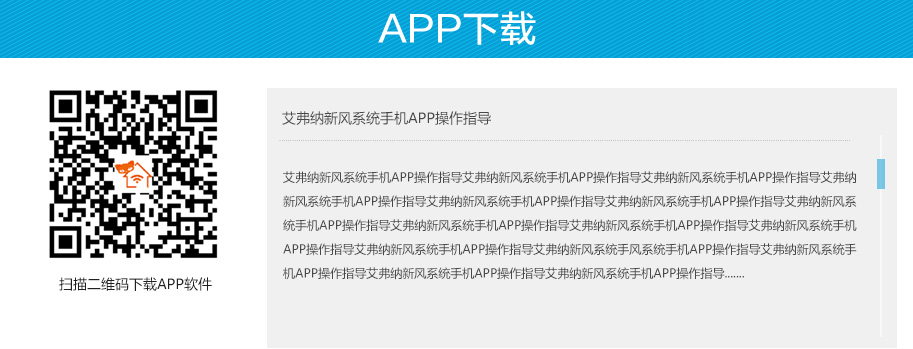 APP下载
艾弗纳新风系统手机APP操作指导
艾弗纳新风系统手机APP操作指导艾弗纳新风系统手机APP操作指导艾弗纳新风系统手机APP操作指导艾弗纳
新风系统手机APP操作指导艾弗纳新风系统手机APP操作指导艾弗纳新风系统手机APP操作指导艾弗纳新风系
统手机APP操作指导艾弗纳新风系统手机APP操作指导艾弗纳新风系统手机APP操作指导艾弗纳新风系统手机
APP操作指导艾弗纳新风系统手机APP操作指导艾弗纳新风系统手风系统手机APP操作指导艾弗纳新风系统手
机APP操作指导艾弗纳新风系统手机APP操作指导艾弗纳新风系统手机APP操作指导.......
扫描二维码下载APP软件